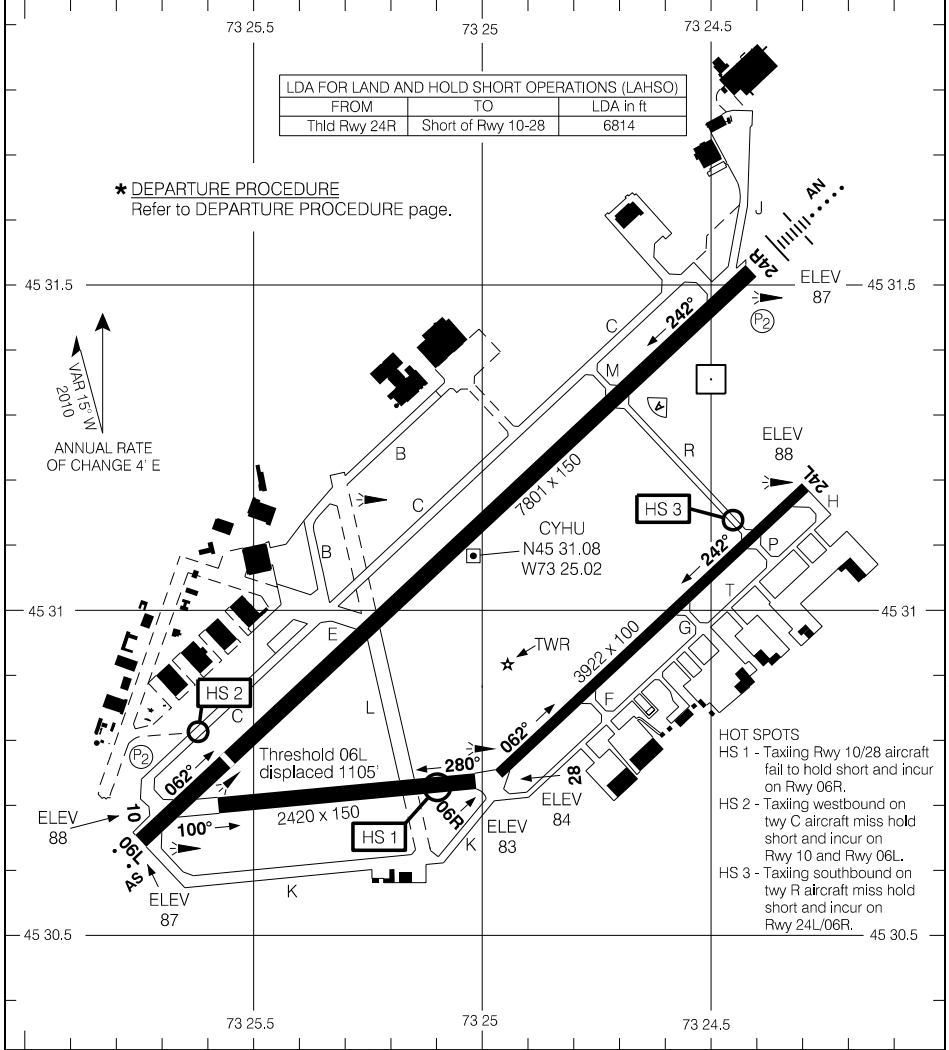 73 25.5
73 25
73 24.5
LDA FOR LAND AND HOLD SHORT OPERATIONS (LAHSO)
FROM TO LDA in ft
Thld Rwy 24R Short of Rwy 10-28 6814
* DEPARTURE PROCEDURE
Refer to DEPARTURE PROCEDURE page.
AN
J
24R
ELEV
87
45 31.5
45 31.5
P2
242°
C
M
A
VAR 15° W
2010
ANNUAL RATE
OF CHANGE 4' E
R
ELEV
88
24L
H
B
C
7801 x 150
HS 3
B
CYHU
N45 31.08
W73 25.02
242°
P
T
45 31
45 31
E
G
TWR
3922 x 100
HS 2
C
L
F
P2
062°
Threshold 06L
displaced 1105'
062°
280°
28
10
ELEV
88
100°
2420 x 150
06R
HS 1
ELEV
84
ELEV
83
K
06L
AS
ELEV
87
K
HOT SPOTS
HS 1 - Taxiing Rwy 10/28 aircraft
fail to hold short and incur
on Rwy 06R.
HS 2 - Taxiing westbound on
twy C aircraft miss hold
short and incur on
Rwy 10 and Rwy 06L.
HS 3 - Taxiing southbound on
twy R aircraft miss hold
short and incur on
Rwy 24L/06R.
45 30.5
45 30.5
73 25.5
73 25
73 24.5